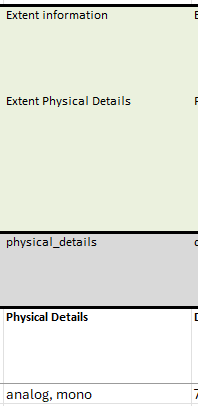 Extent information
Extent Physical Details
physical_details
Physical Details
analog, mono